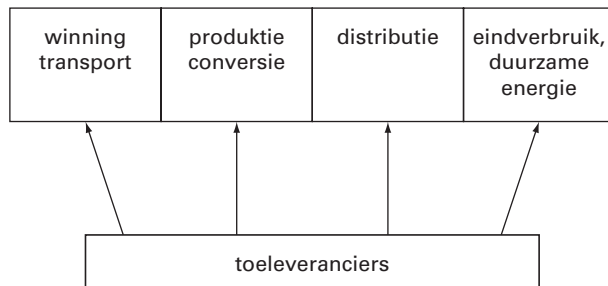 winning
transport
produktie
conversie
distributie
eindverbruik,
duurzame
energie
toeleveranciers